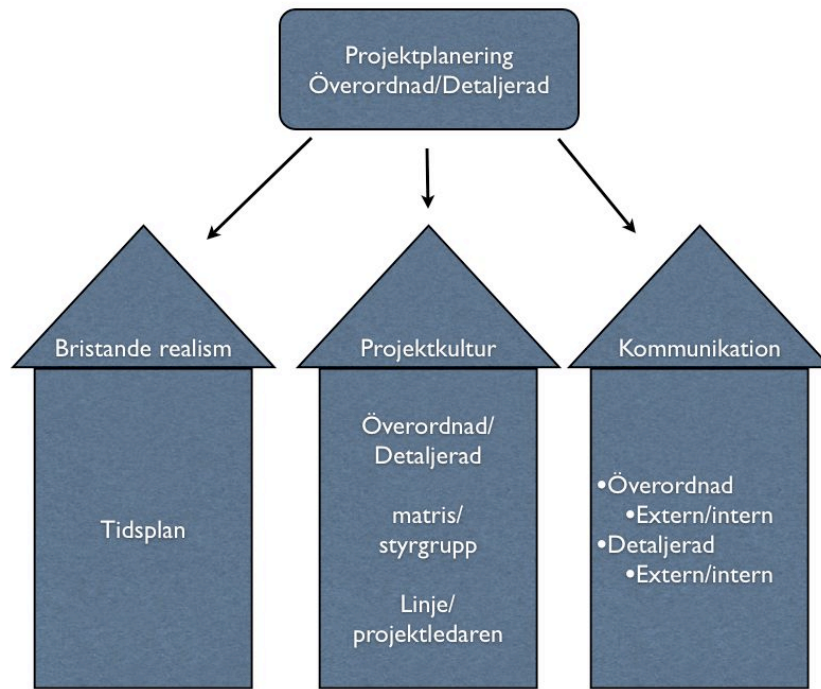 Projektplanering
Överordnad/Detaljerad
Bristande realism
Projektkultur
Kommunikation
Tidsplan
Överordnad/
Detaljerad
matris/
styrgrupp
Linje/
projektledaren
•Överordnad
•Extern/intern
•Detaljerad
•Extern/intern